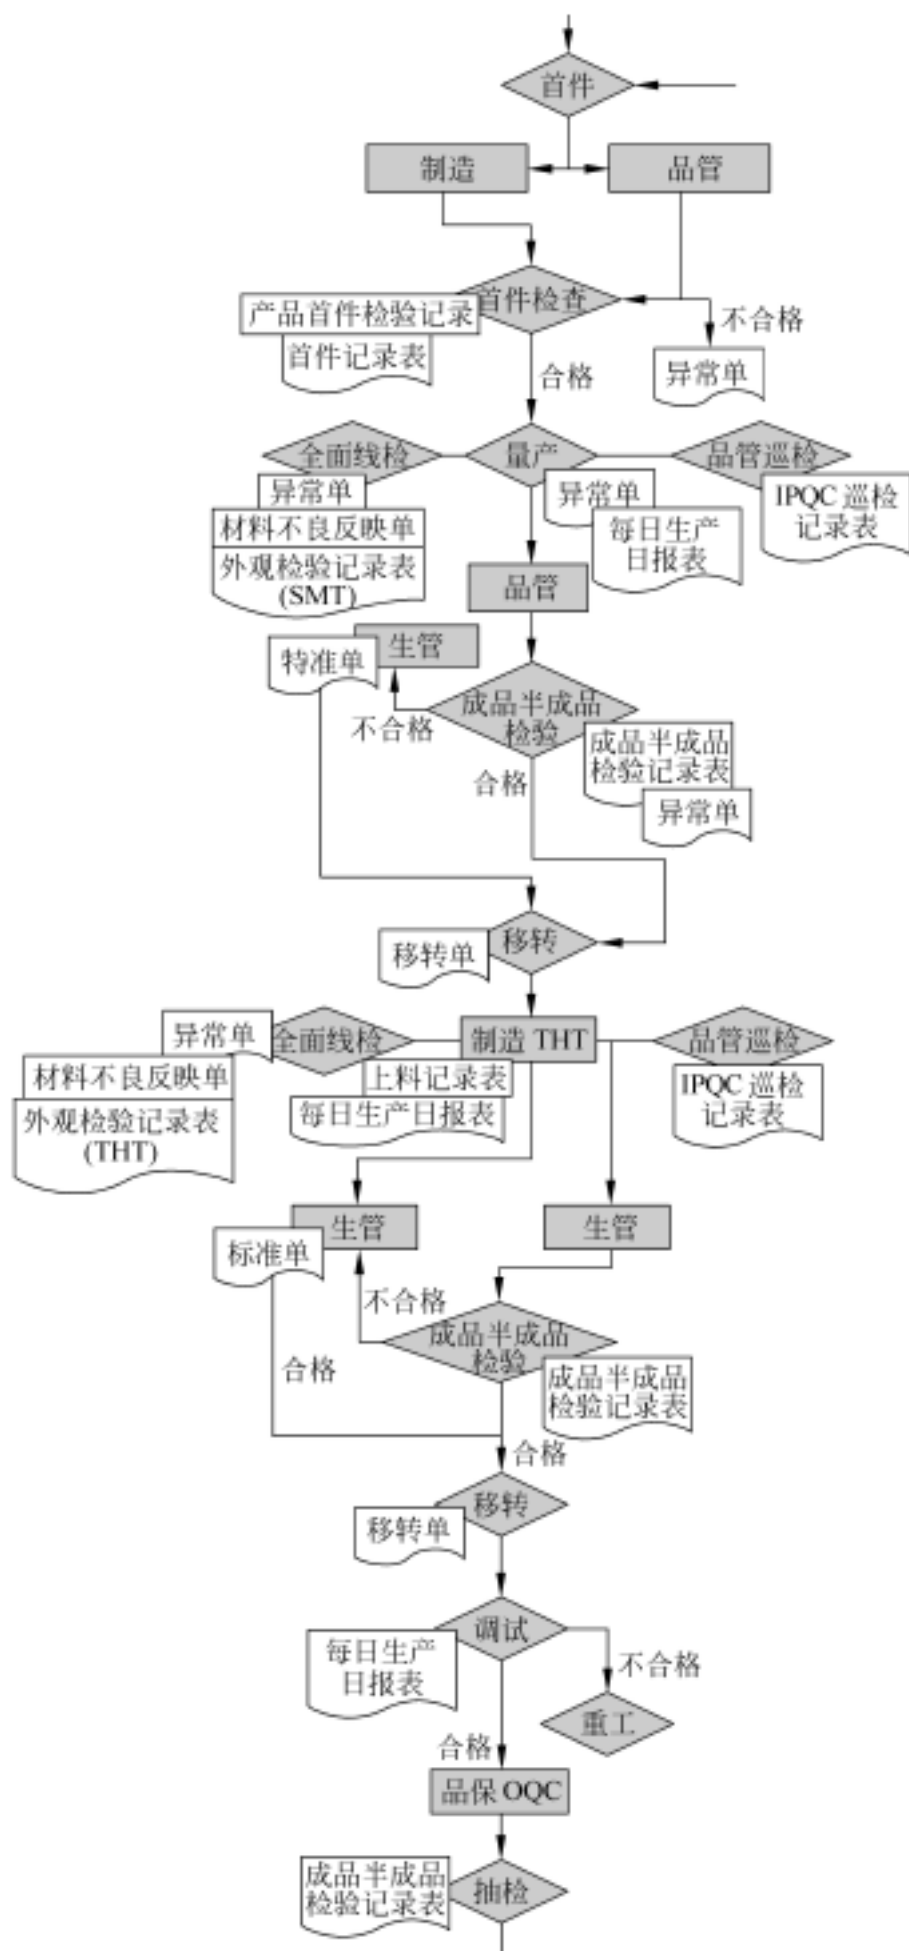 首件
制造
品管
首件检查
产品首件检验记录
首件记录表
不合格
异常单
合格
全面线检
量产
品管巡检
异常单
材料不良反映单
外观检验记录表
(SMT)
异常单
每日生产
日报表
IPQC 巡检
记录表
品管
生管
特准单
不合格
成品半成品
检验
合格
成品半成品
检验记录表
异常单
移转
移转单
异常单
全面线检
制造 THT
品管巡检
材料不良反映单
外观检验记录表
(THT)
上料记录表
每日生产日报表
IPQC 巡检
记录表
生管
生管
标准单
不合格
成品半成品
检验
合格
成品半成品
检验记录表
合格
移转
移转单
调试
每日生产
日报表
不合格
重工
合格
品保 OQC
成品半成品
检验记录表
抽检